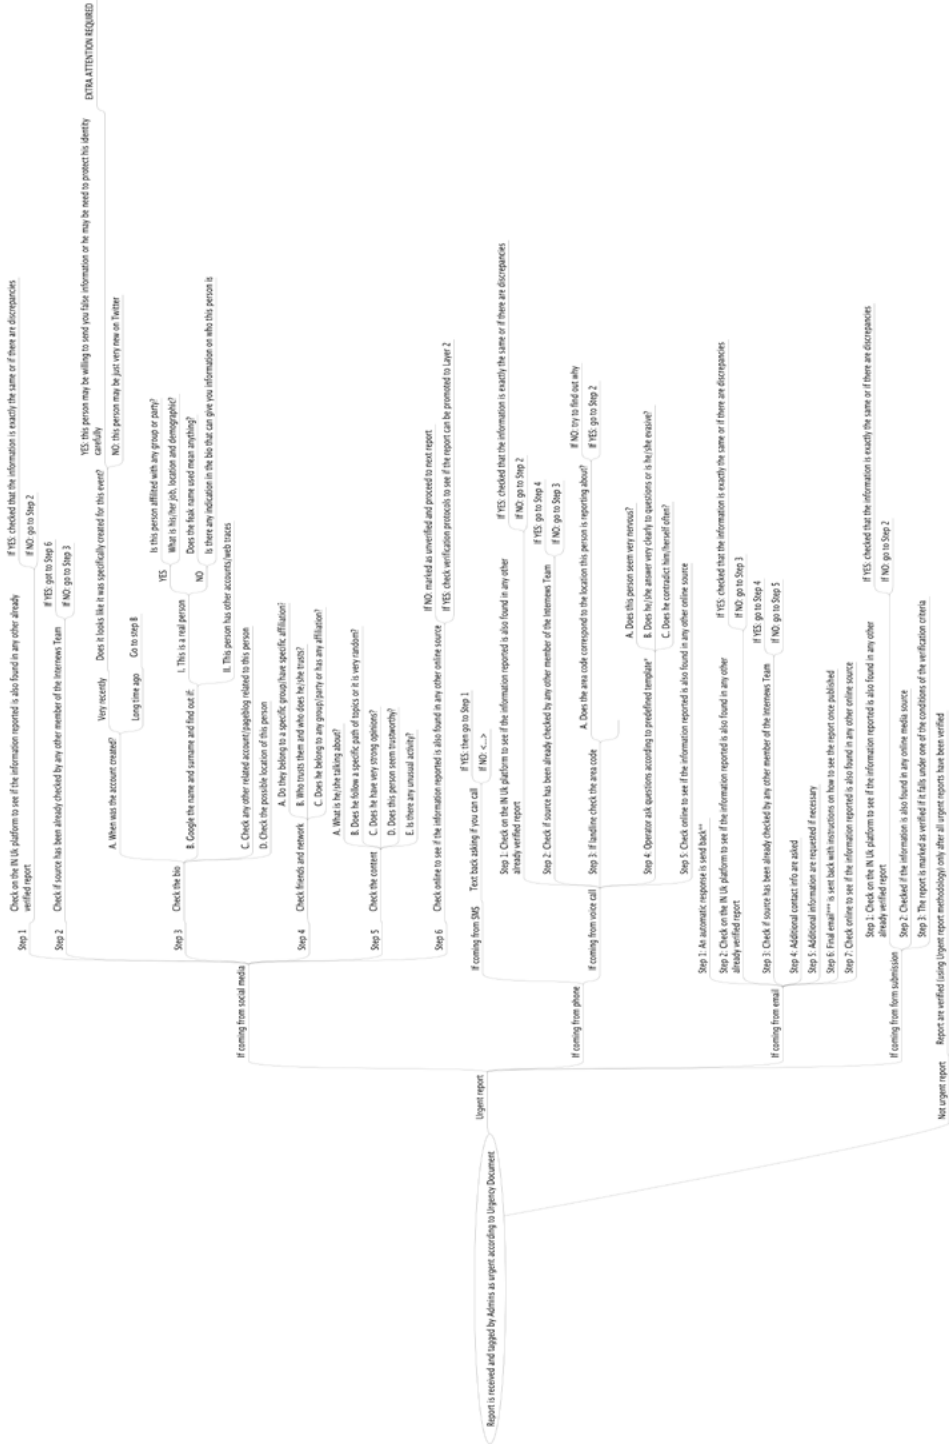 Report is received and tagged by Admins as urgent according to Urgency Document
Urgent report
If coming from social media
Step 1
Check on the IN Uk platform to see if the information reported is also found in any other already
verified report
If YES: checked that the information is exactly the same or if there are discrepancies
If NO: go to Step 2
Step 2
Check if source has been already checked by any other member of the Internews Team
If YES: got to Step 6
If NO: go to Step 3
Step 3
Check the bio
A. When was the account created?
Very recently
Does it looks like it was specifically created for this event?
YES: this person may be willing to send you false information or he may be need to protect his identity
carefully
EXTRA ATTENTION REQUIRED
NO: this person may be just very new on Twitter
Long time ago
Go to step B
B. Google the name and surname and find out if:
I. This is a real person
YES
Is this person affilited with any group or party?
What is his/her job, location and demographic?
NO
Does the feak name used mean anything?
Is there any indication in the bio that can give you information on who this person is
II. This person has other accounts/web traces
C. Check any other related account/pageblog related to this person
D. Check the possible location of this person
Step 4
Check friends and network
A. Do they belong to a specific group/have specific affiliation?
B. Who trusts them and who does he/she trusts?
C. Does he belong to any group/party or has any affiliation?
Step 5
Check the content
A. What is he/she talking about?
B. Does he follow a specific path of topics or it is very random?
C. Does he have very strong opinions?
D. Does this person seem trustworthy?
E. Is there any unusual activity?
Step 6
Check online to see if the information reported is also found in any other online source
If NO: marked as unverified and proceed to next report
If YES: check verification protocols to see if the report can be promoted to Layer 2
If coming from phone
If coming from SMS
Text back asking if you can call
If YES: then go to Step 1
If NO: <...>
If coming from voice call
Step 1: Check on the IN Uk platform to see if the information reported is also found in any other
already verified report
If YES: checked that the information is exactly the same or if there are discrepancies
If NO: go to Step 2
Step 2: Check if source has been already checked by any other member of the Internews Team
If YES: go to Step 4
If NO: go to Step 3
Step 3: If landline check the area code
A. Does the area code correspond to the location this person is reporting about?
If NO: try to find out why
If YES: go to Step 2
Step 4: Operator ask questions according to predefined template*
A. Does this person seem very nervous?
B. Does he/she answer very clearly to questions or is he/she evasive?
C. Does he contradict him/herself often?
Step 5: Check online to see if the information reported is also found in any other online source
If coming from email
Step 1: An automatic response is send back**
Step 2: Check on the IN Uk platform to see if the information reported is also found in any other
already verified report
If YES: checked that the information is exactly the same or if there are discrepancies
If NO: go to Step 3
Step 3: Check if source has been already checked by any other member of the Internews Team
If YES: go to Step 4
If NO: go to Step 5
Step 4: Additional contact info are asked
Step 5: Additional information are requested if necessary
Step 6: Final email*** is sent back with instructions on how to see the report once published
Step 7: Check online to see if the information reported is also found in any other online source
If coming from form submission
Step 1: Check on the IN Uk platform to see if the information reported is also found in any other
already verified report
If YES: checked that the information is exactly the same or if there are discrepancies
If NO: go to Step 2
Step 2: Checked if the information is also found in any online media source
Step 3: The report is marked as verified if it falls under one of the conditions of the verification criteria
Not urgent report
Report are verified (using Urgent report methodology) only after all urgent reports have been verified